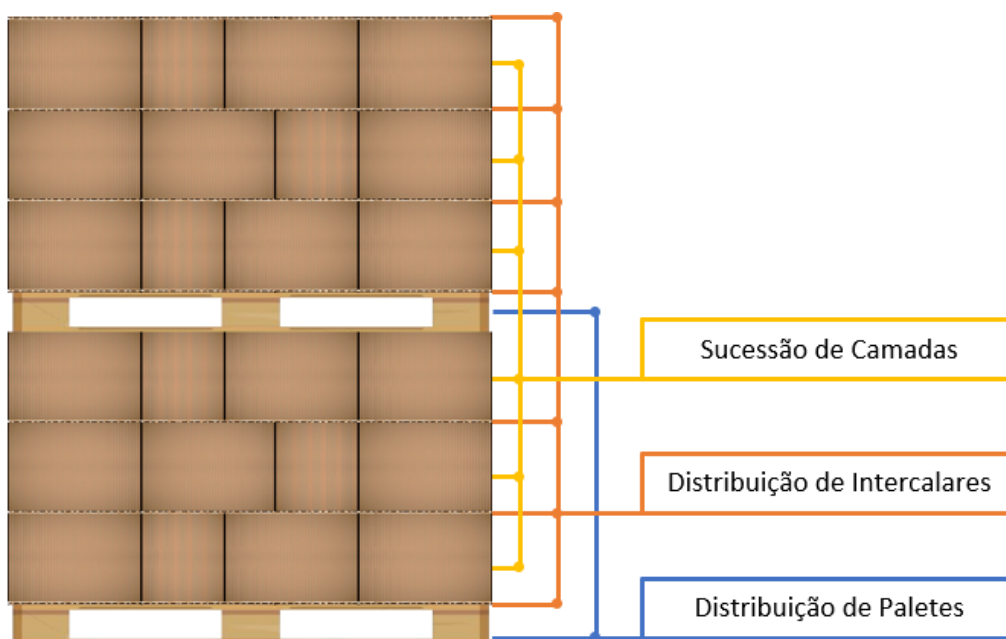 Sucessão de Camadas
Distribuição de Intercalares
Distribuição de Paletes